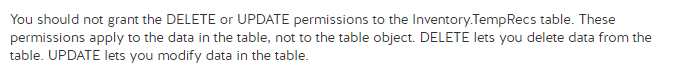 You should not grant the DELETE or UPDATE permissions to the Inventory.TempRecs table. These
permissions apply to the data in the table, not to the table object. DELETE lets you delete data from the
table. UPDATE lets you modify data in the table.